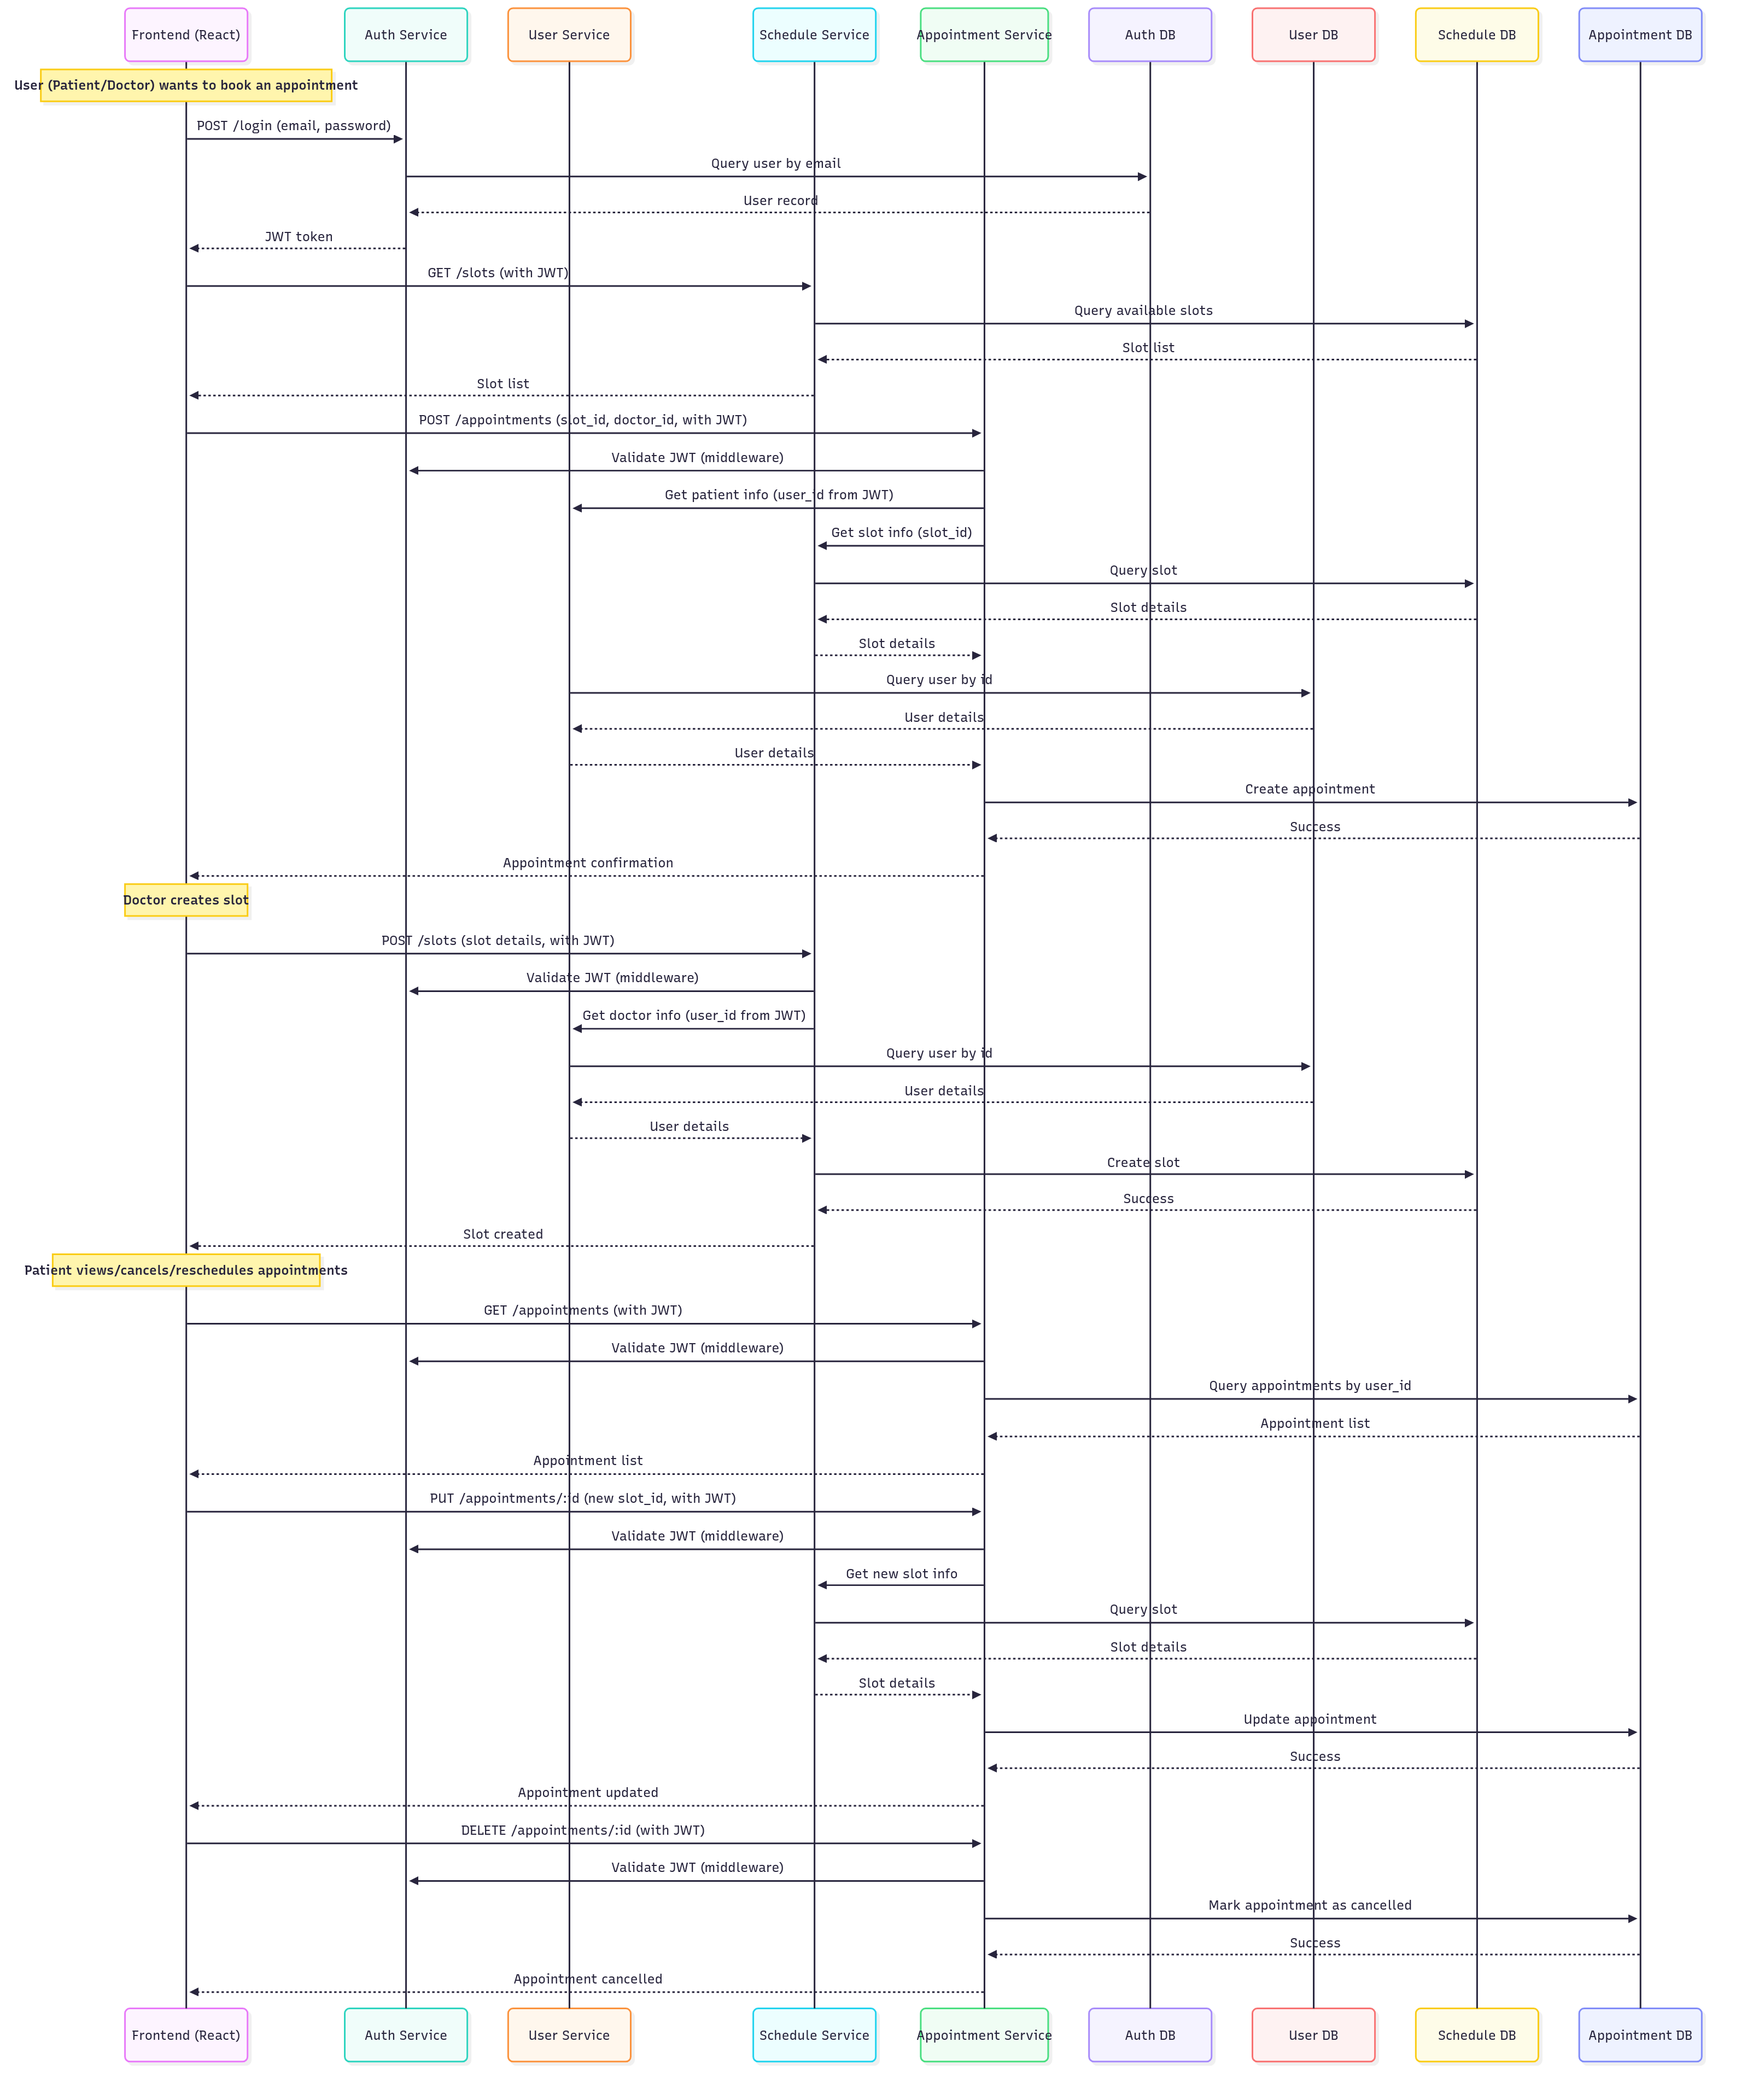 Frontend (React)
Auth Service
User Service
Schedule Service
Appointment Service
Auth DB
User DB
Schedule DB
Appointment DB
User (Patient/Doctor) wants to book an appointment
POST /login (email, password)
Query user by email
User record
JWT token
GET /slots (with JWT)
Query available slots
Slot list
Slot list
POST /appointments (slot_id, doctor_id, with JWT)
Validate JWT (middleware)
Get patient info (user_id from JWT)
Get slot info (slot_id)
Query slot
Slot details
Slot details
Query user by id
User details
User details
Create appointment
Success
Appointment confirmation
Doctor creates slot
POST /slots (slot details, with JWT)
Validate JWT (middleware)
Get doctor info (user_id from JWT)
Query user by id
User details
User details
Create slot
Success
Slot created
Patient views/cancels/reschedules appointments
GET /appointments (with JWT)
Validate JWT (middleware)
Query appointments by user_id
Appointment list
Appointment list
PUT /appointments/:id (new slot_id, with JWT)
Validate JWT (middleware)
Get new slot info
Query slot
Slot details
Slot details
Update appointment
Success
Appointment updated
DELETE /appointments/:id (with JWT)
Validate JWT (middleware)
Mark appointment as cancelled
Success
Appointment cancelled
Frontend (React)
Auth Service
User Service
Schedule Service
Appointment Service
Auth DB
User DB
Schedule DB
Appointment DB